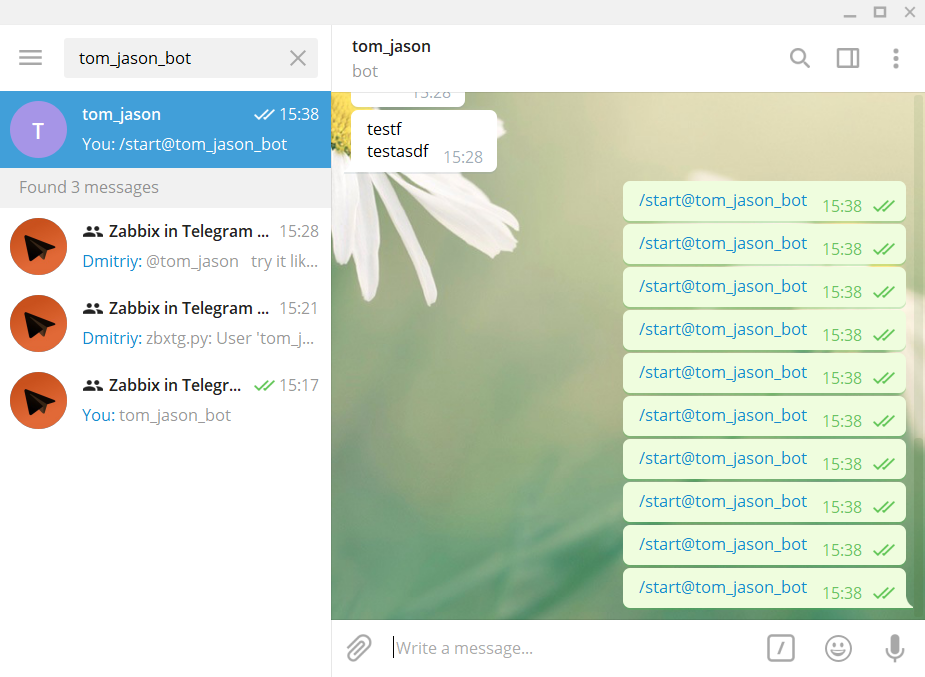 tom_jason_bot
T
tom_jason
15:38
You: /start@tom_jason_bot
Found 3 messages
Zabbix in Telegram ...
15:28
Dmitriy: @tom_jason try it lik...
Zabbix in Telegram ...
15:21
Dmitriy: zbxtg.py: User 'tom_j...
Zabbix in Telegr...
15:17
You: tom_jason_bot
tom_jason
bot
15:28
testf
testasdf 15:28
/start@tom_jason_bot 15:38
/start@tom_jason_bot 15:38
/start@tom_jason_bot 15:38
/start@tom_jason_bot 15:38
/start@tom_jason_bot 15:38
/start@tom_jason_bot 15:38
/start@tom_jason_bot 15:38
/start@tom_jason_bot 15:38
/start@tom_jason_bot 15:38
/start@tom_jason_bot 15:38
Write a message...
/